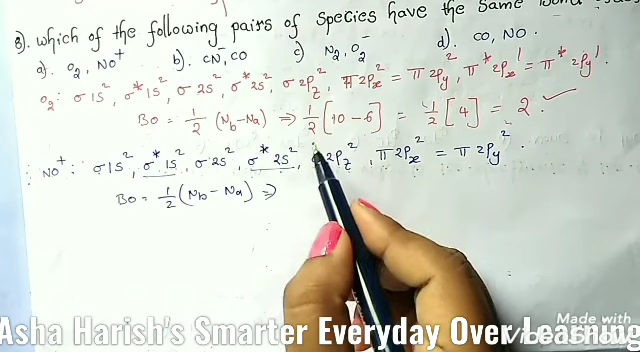 8). which of the following pairs of species have the same bond
a). O₂, NO⁺ b). CN⁻, CO c). N₂, O₂⁻ d). CO, NO.
O₂: σ1s², σ*1s², σ2s², σ*2s², σ2Pz², π2Px² = π2Py², π*2Px¹ = π*2Py¹.
BO = 1/2 (Nb - Na) ⇒ 1/2 [10 - 6] = 1/2 [4] = 2 ✓
NO⁺: σ1s², σ*1s², σ2s², σ*2s², 2Pz², π2Px² = π2Py²
BO = 1/2 (Nb - Na) ⇒
Asha Harish's Smarter Everyday Over Learning
Made with
VideoShow